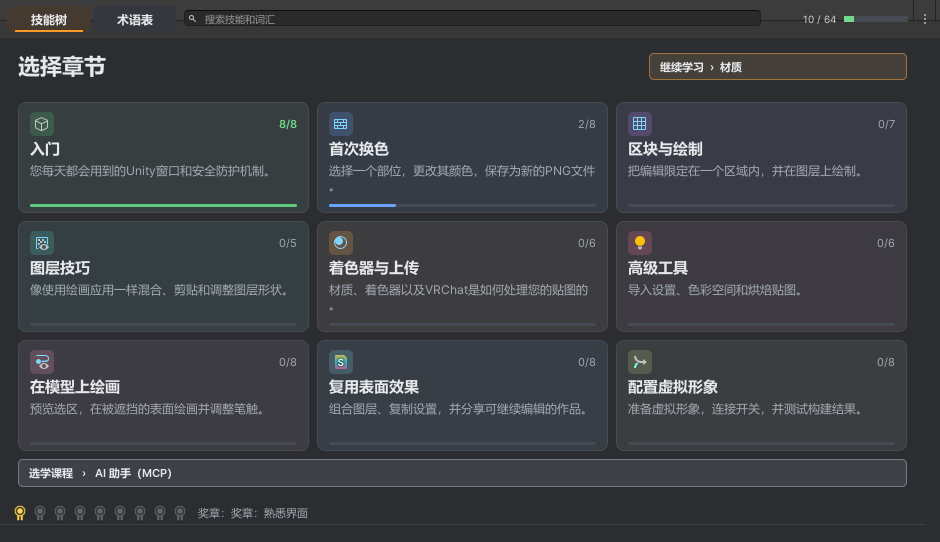 技能树
术语表
搜索技能和词汇
10 / 64
选择章节
继续学习 › 材质
8/8
入门
您每天都会用到的Unity窗口和安全防护机制。
2/8
首次换色
选择一个部位，更改其颜色，保存为新的PNG文件
。
0/7
区块与绘制
把编辑限定在一个区域内，并在图层上绘制。
0/5
图层技巧
像使用绘画应用一样混合、剪贴和调整图层形状。
0/6
着色器与上传
材质、着色器以及VRChat是如何处理您的贴图的
。
0/6
高级工具
导入设置、色彩空间和烘焙贴图。
0/8
在模型上绘画
预览选区，在被遮挡的表面绘画并调整笔触。
0/8
复用表面效果
组合图层、复制设置，并分享可继续编辑的作品。
0/8
配置虚拟形象
准备虚拟形象，连接开关，并测试构建结果。
选学课程 › AI 助手（MCP）
奖章：奖章：熟悉界面